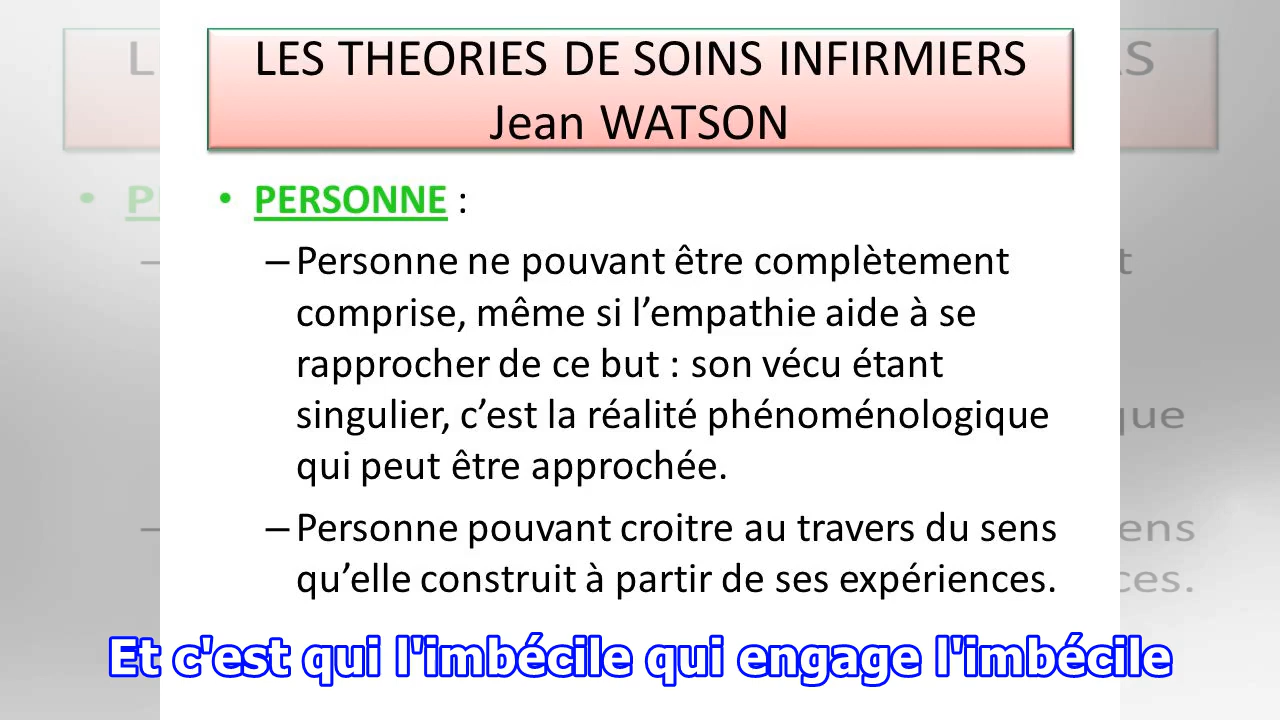 LES THEORIES DE SOINS INFIRMIERS
Jean WATSON
• PERSONNE :
– Personne ne pouvant être complètement
comprise, même si l’empathie aide à se
rapprocher de ce but : son vécu étant
singulier, c’est la réalité phénoménologique
qui peut être approchée.
– Personne pouvant croitre au travers du sens
qu’elle construit à partir de ses expériences.
Et c'est qui l'imbécile qui engage l'imbécile